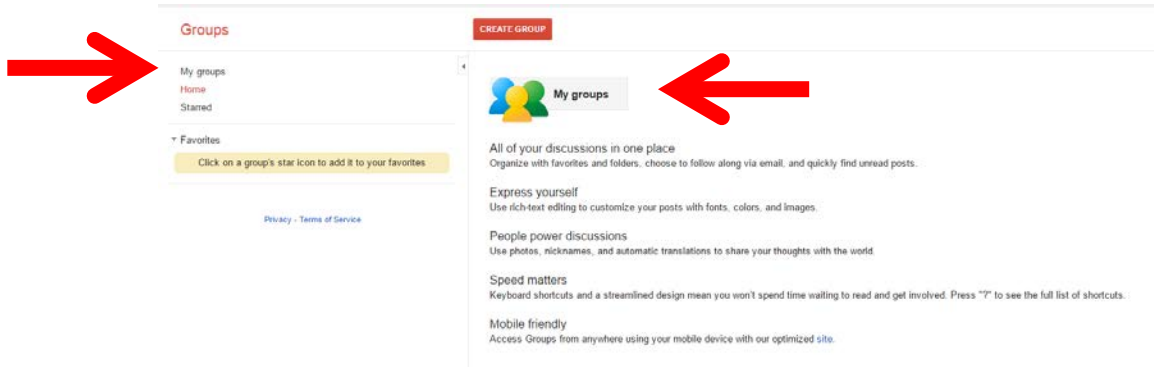 Groups
CREATE GROUP
My groups
Home
Starred
Favorites
Click on a group's star icon to add it to your favorites
Privacy - Terms of Service
My groups
All of your discussions in one place
Organize with favorites and folders, choose to follow along via email, and quickly find unread posts.
Express yourself
Use rich-text editing to customize your posts with fonts, colors, and images.
People power discussions
Use photos, nicknames, and automatic translations to share your thoughts with the world.
Speed matters
Keyboard shortcuts and a streamlined design mean you won't spend time waiting to read and get involved. Press "?" to see the full list of shortcuts.
Mobile friendly
Access Groups from anywhere using your mobile device with our optimized site.